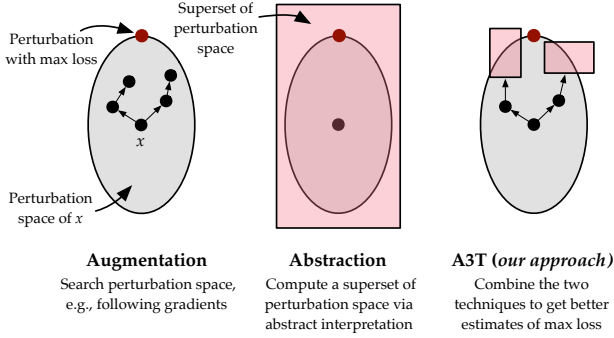 Perturbation
with max loss
x
Perturbation
space of x
Superset of
perturbation
space
Augmentation
Search perturbation space,
e.g., following gradients
Abstraction
Compute a superset of
perturbation space via
abstract interpretation
A3T (our approach)
Combine the two
techniques to get better
estimates of max loss